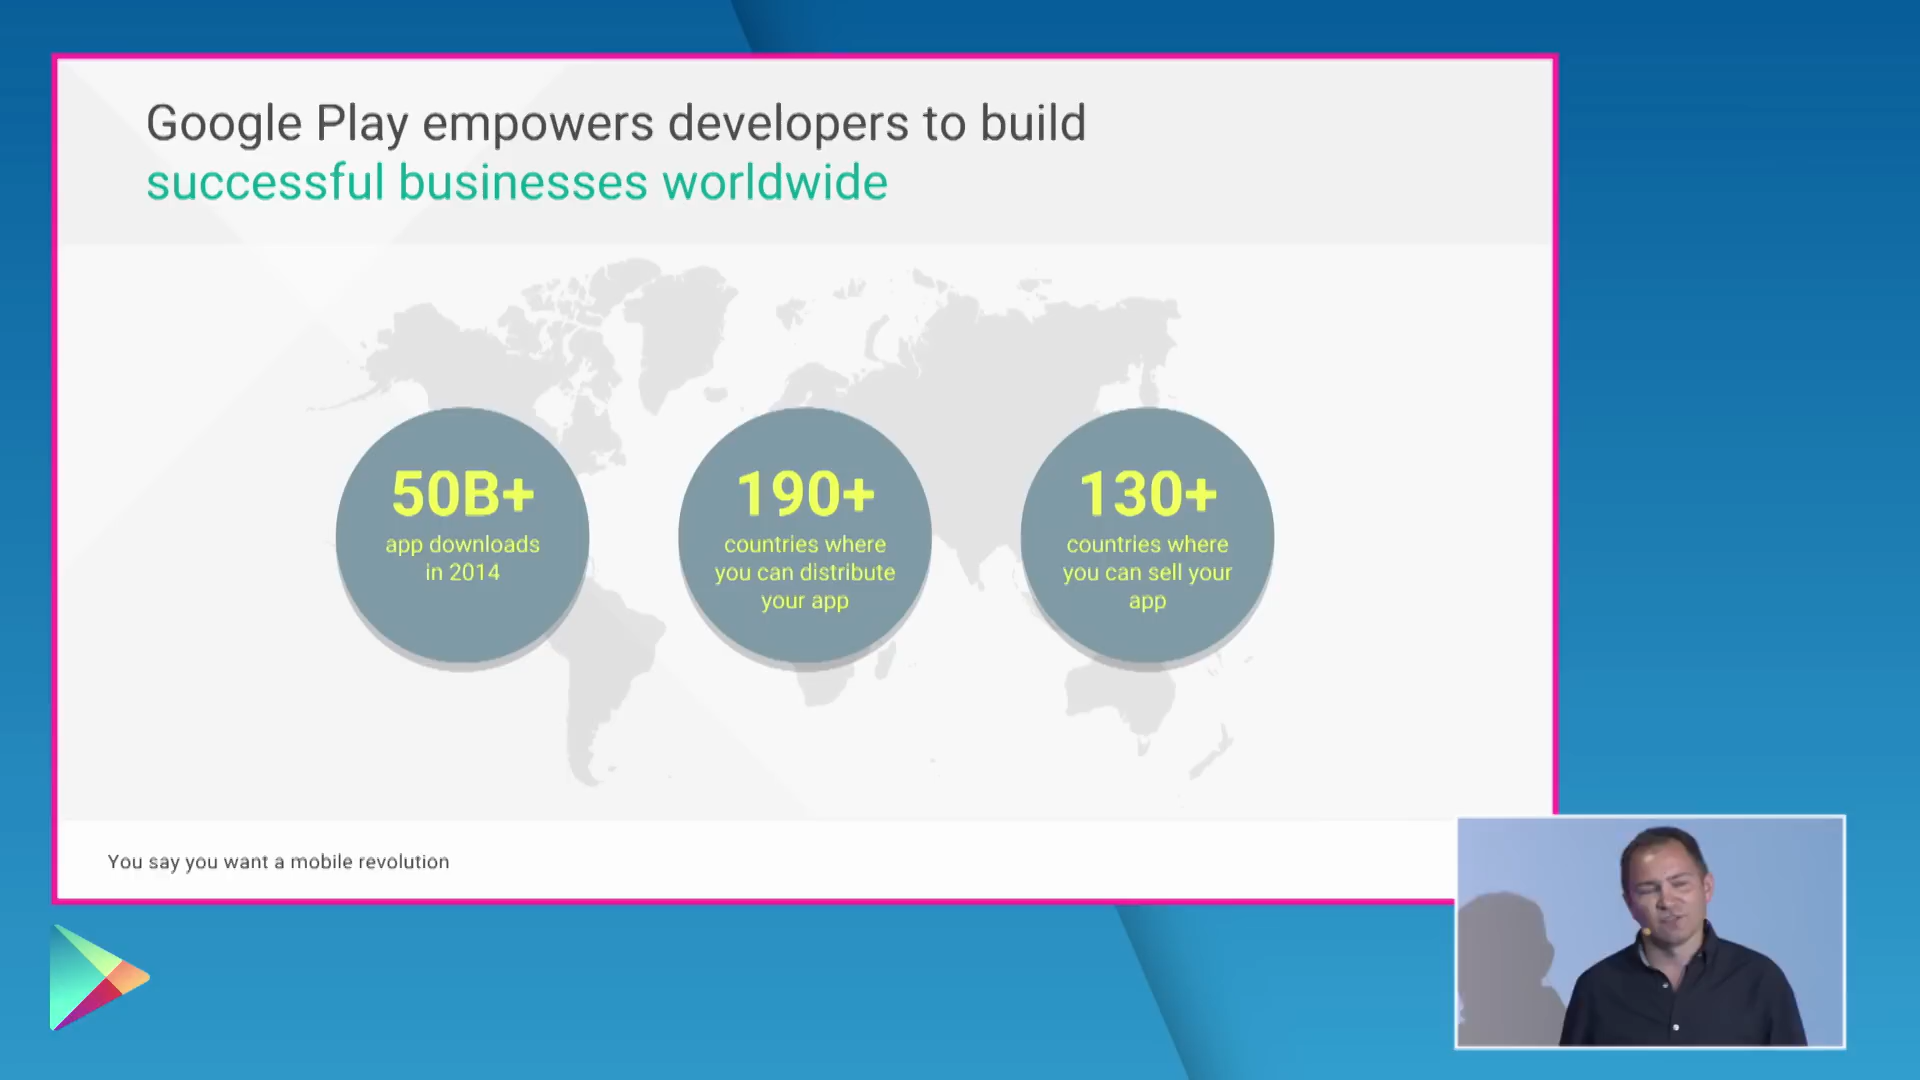 Google Play empowers developers to build
successful businesses worldwide
50B+
app downloads
in 2014
190+
countries where
you can distribute
your app
130+
countries where
you can sell your
app
You say you want a mobile revolution